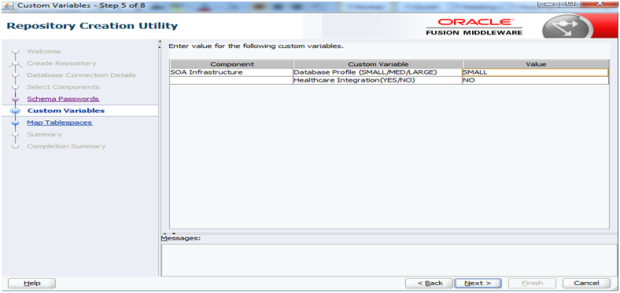 Custom Variables - Step 5 of 8
Repository Creation Utility
ORACLE
FUSION MIDDLEWARE
Welcome
Create Repository
Database Connection Details
Select Components
Schema Passwords
Custom Variables
Map Tablespaces
Summary
Completion Summary
Enter value for the following custom variables.
Component Custom Variable Value
SOA Infrastructure Database Profile (SMALL/MED/LARGE) SMALL
Healthcare Integration(YES/NO) NO
Messages:
Help < Back Next > Finish Cancel